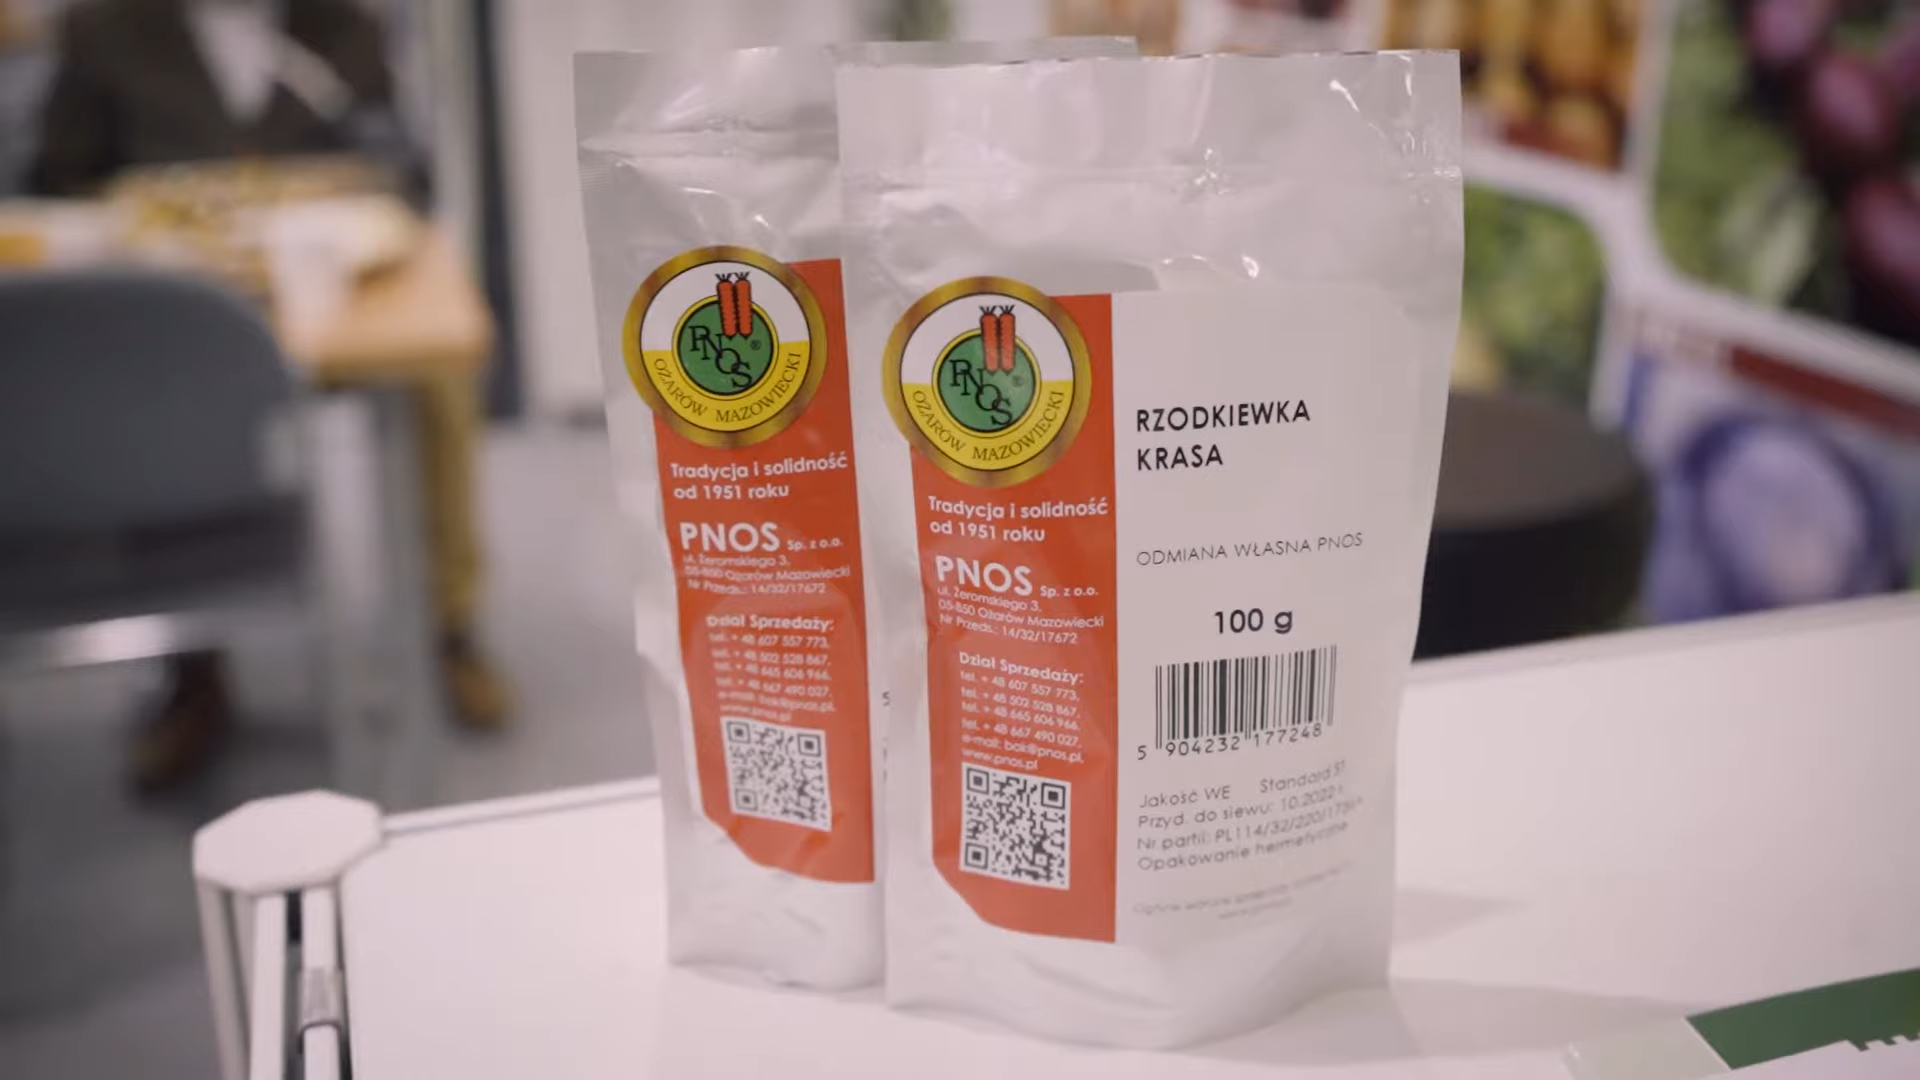 PNOS
®
OŻARÓW MAZOWIECKI
Tradycja i solidność
od 1951 roku
PNOS Sp. z o.o.
ul. Żeromskiego 3,
05-850 Ożarów Mazowiecki
Nr Przeds.: 14/32/17672
Dział Sprzedaży:
tel. + 48 607 557 773,
tel. + 48 502 528 867,
tel. + 48 665 606 966,
tel. + 48 667 490 027,
e-mail: bok@pnos.pl,
www.pnos.pl
PNOS
®
OŻARÓW MAZOWIECKI
Tradycja i solidność
od 1951 roku
PNOS Sp. z o.o.
ul. Żeromskiego 3,
05-850 Ożarów Mazowiecki
Nr Przeds.: 14/32/17672
Dział Sprzedaży:
tel. + 48 607 557 773,
tel. + 48 502 528 867,
tel. + 48 665 606 966,
tel. + 48 667 490 027,
e-mail: bok@pnos.pl,
www.pnos.pl
RZODKIEWKA
KRASA
ODMIANA WŁASNA PNOS
100 g
5 904232 177248
Jakość WE Standard
Przyd. do siewu: 10.2022 r.
Nr partii:
Opakowanie hermetyczne